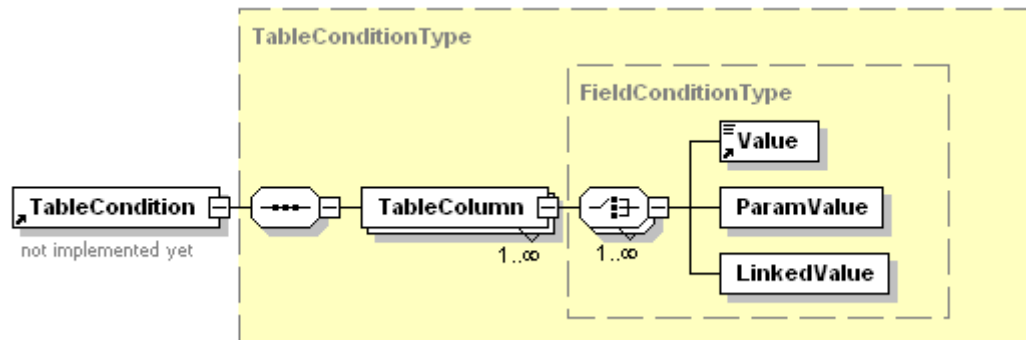 TableConditionType
FieldConditionType
Value
TableCondition
TableColumn
ParamValue
not implemented yet
1..∞
1..∞
LinkedValue